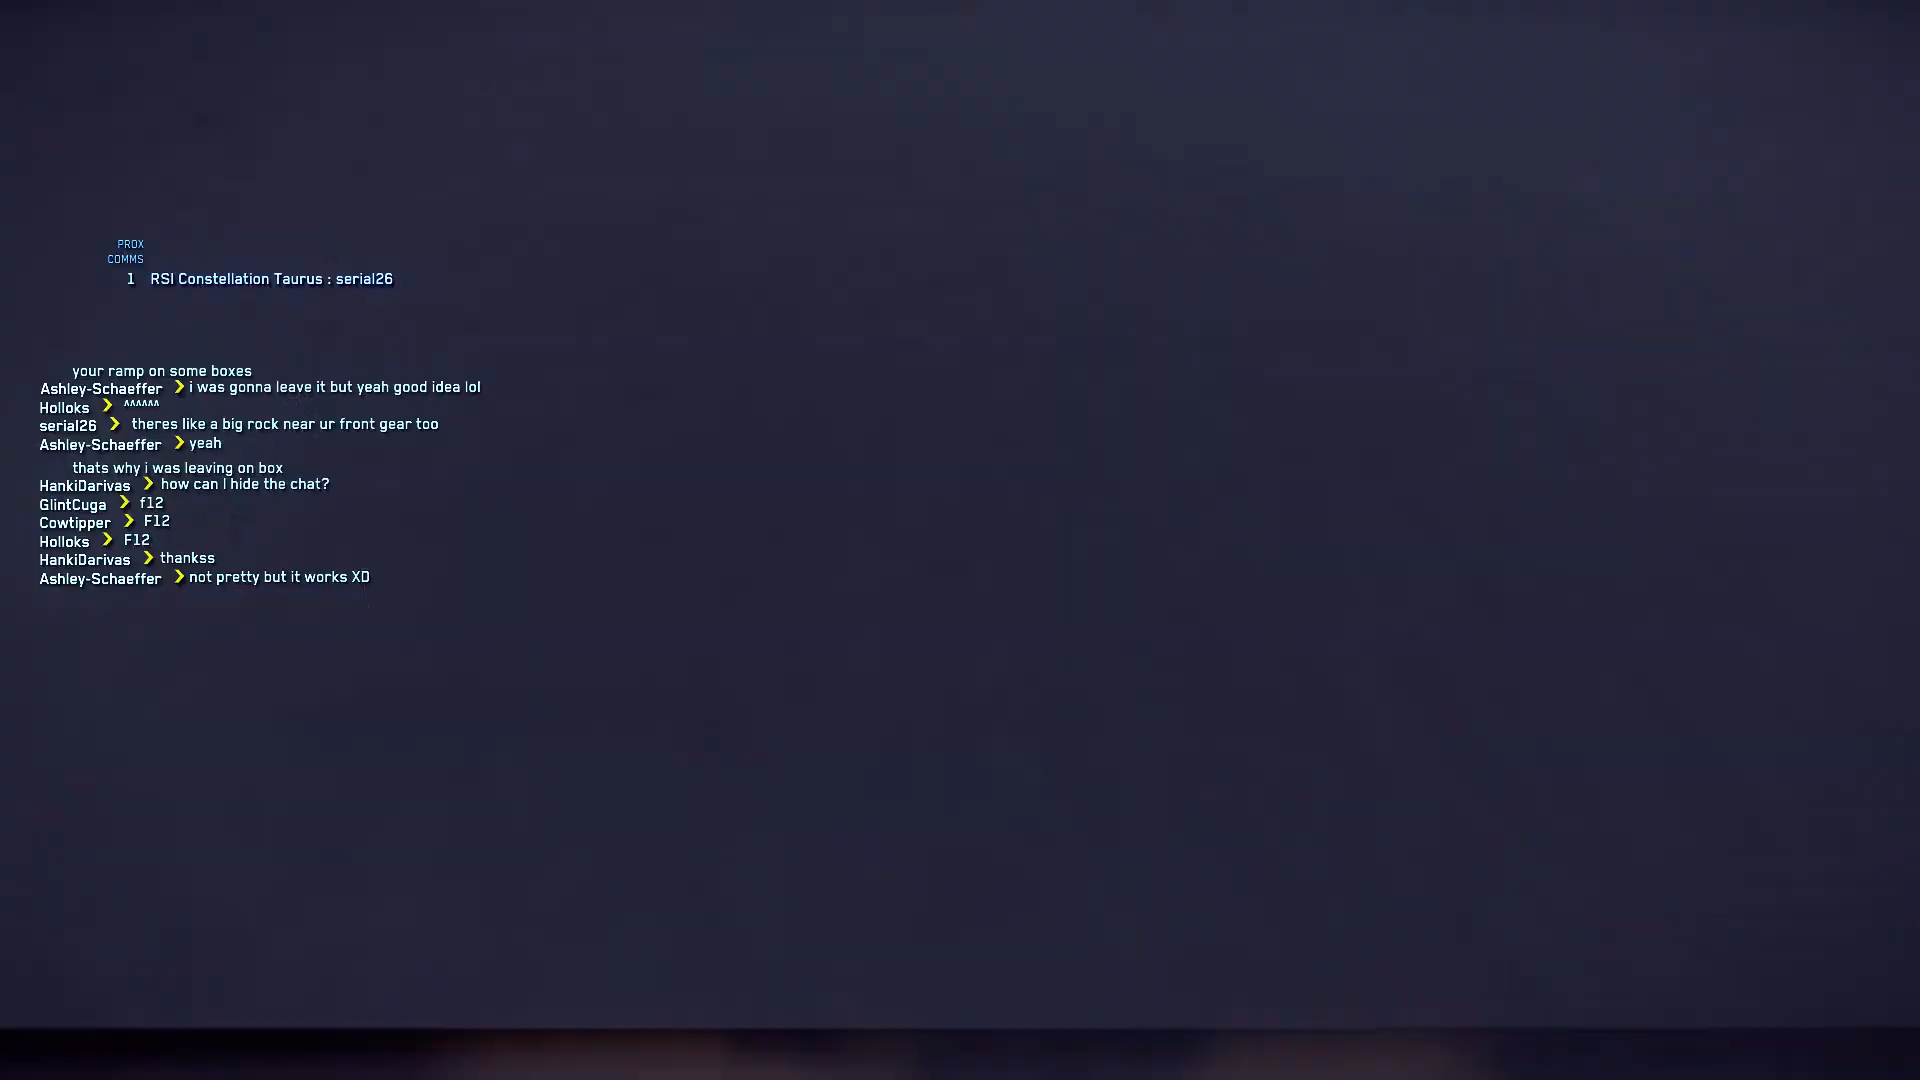 PROX
COMMS
1 RSI Constellation Taurus : serial26
your ramp on some boxes
Ashley-Schaeffer > i was gonna leave it but yeah good idea lol
Holloks > ^^^^^^
serial26 > theres like a big rock near ur front gear too
Ashley-Schaeffer > yeah
thats why i was leaving on box
HankiDarivas > how can I hide the chat?
GlintCuga > f12
Cowtipper > F12
Holloks > F12
HankiDarivas > thankss
Ashley-Schaeffer > not pretty but it works XD